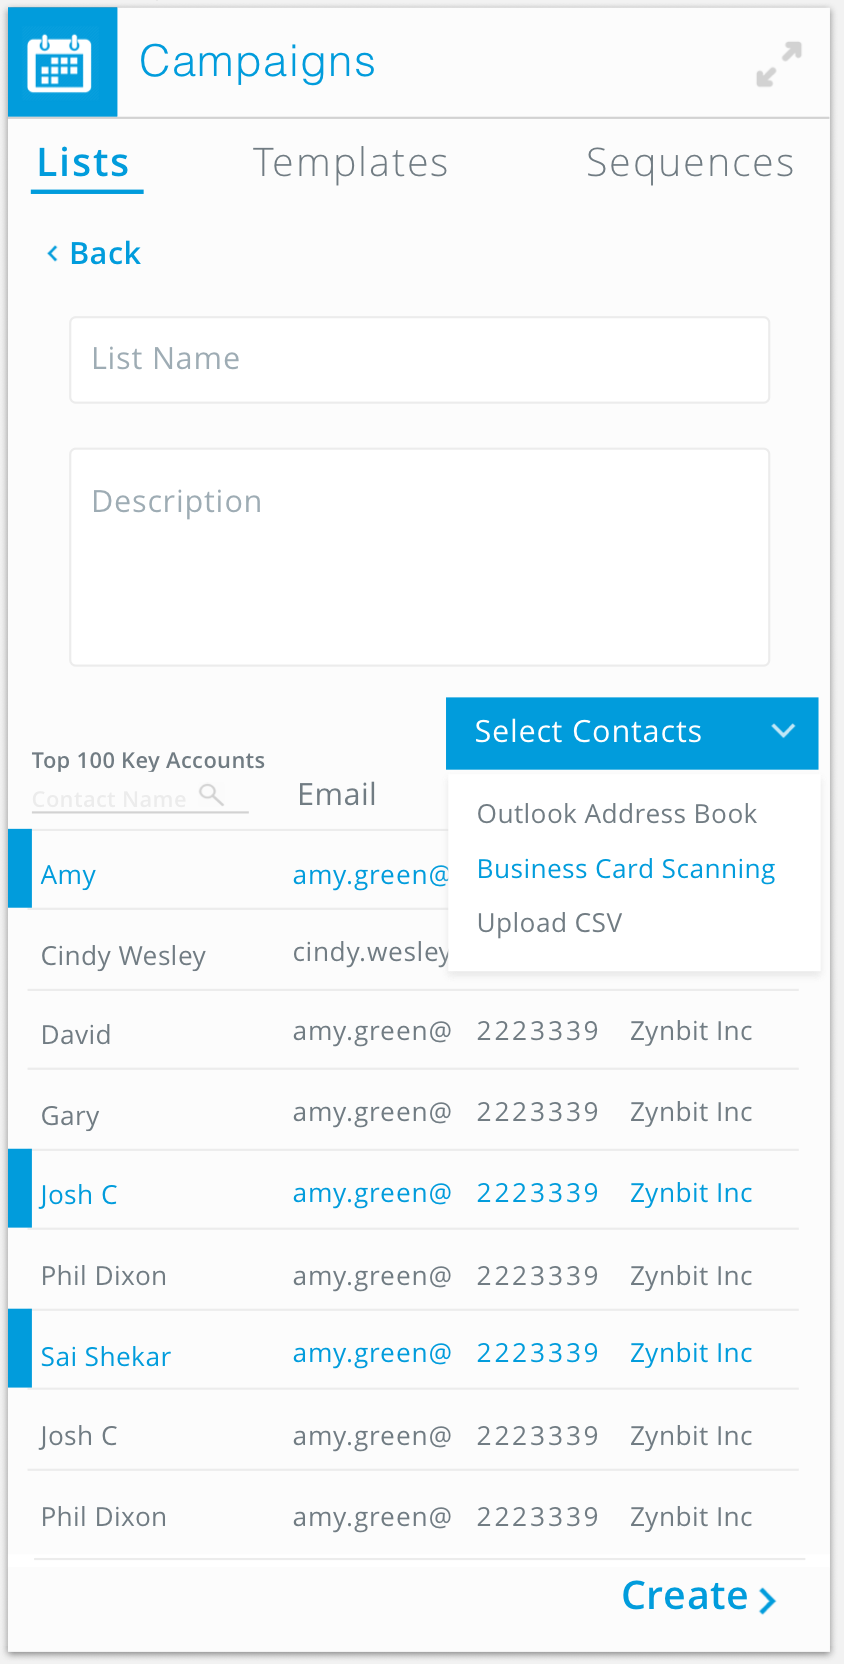 Campaigns
Lists Templates Sequences
Back
List Name
Description
Select Contacts
Top 100 Key Accounts
Contact Name Email
Outlook Address Book
Business Card Scanning
Upload CSV
Amy amy.green@
Cindy Wesley cindy.wesley
David amy.green@ 2223339 Zynbit Inc
Gary amy.green@ 2223339 Zynbit Inc
Josh C amy.green@ 2223339 Zynbit Inc
Phil Dixon amy.green@ 2223339 Zynbit Inc
Sai Shekar amy.green@ 2223339 Zynbit Inc
Josh C amy.green@ 2223339 Zynbit Inc
Phil Dixon amy.green@ 2223339 Zynbit Inc
Create